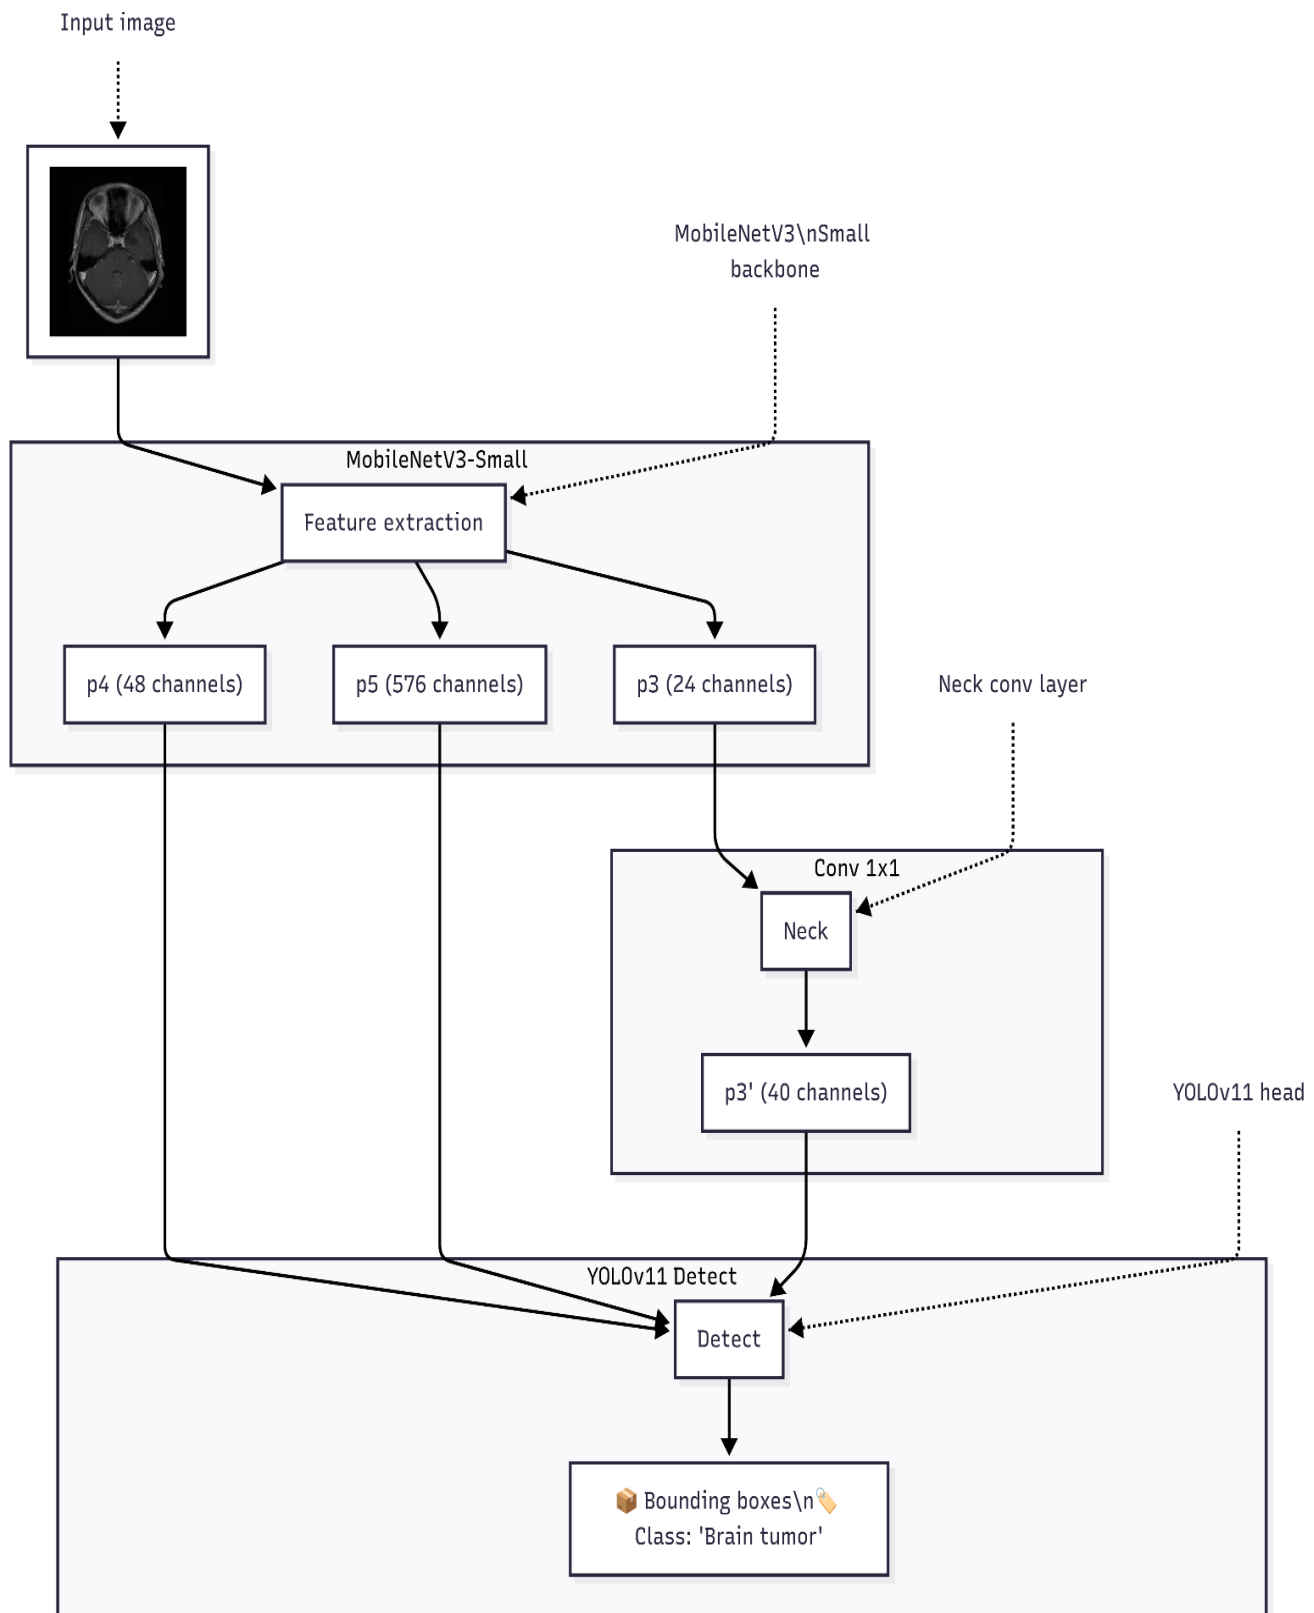 Input image
MobileNetV3\nSmall
backbone
MobileNetV3-Small
Feature extraction
p4 (48 channels)
p5 (576 channels)
p3 (24 channels)
Neck conv layer
Conv 1x1
Neck
p3' (40 channels)
YOLOv11 head
YOLOv11 Detect
Detect
📦 Bounding boxes\n🏷️
Class: 'Brain tumor'